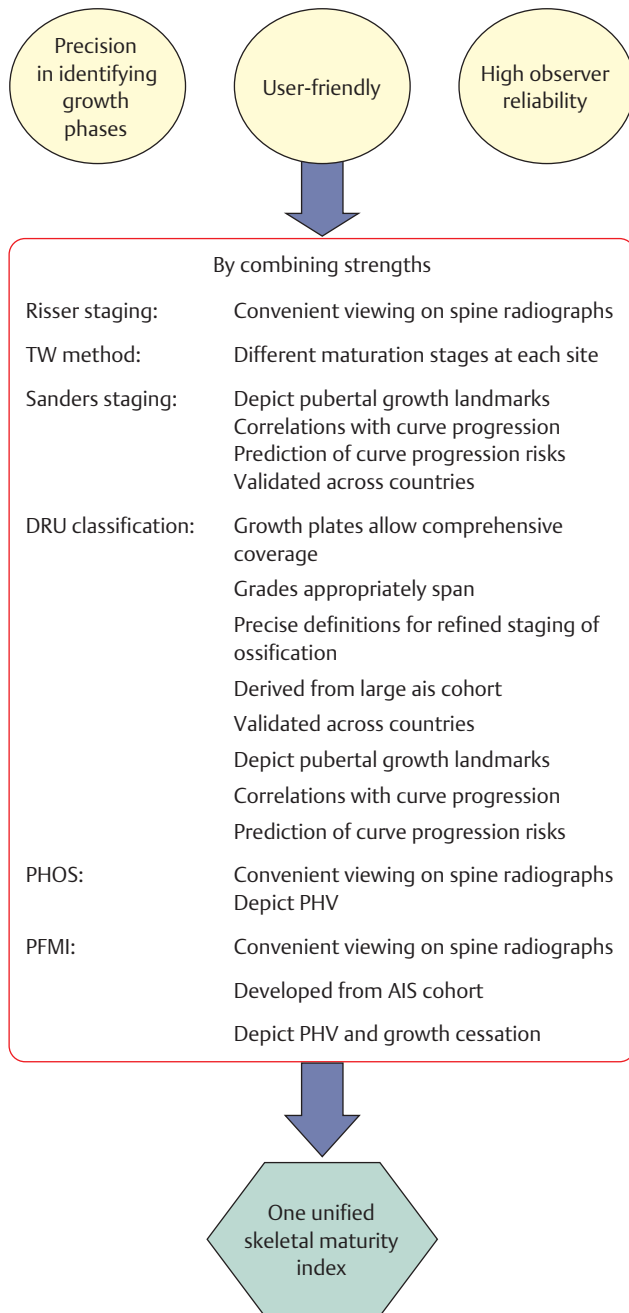 Precision
in identifying
growth
phases
User-friendly
High observer
reliability
By combining strengths
Risser staging: Convenient viewing on spine radiographs
TW method: Different maturation stages at each site
Sanders staging: Depict pubertal growth landmarks
Correlations with curve progression
Prediction of curve progression risks
Validated across countries
DRU classification: Growth plates allow comprehensive
coverage
Grades appropriately span
Precise definitions for refined staging of
ossification
Derived from large ais cohort
Validated across countries
Depict pubertal growth landmarks
Correlations with curve progression
Prediction of curve progression risks
PHOS: Convenient viewing on spine radiographs
Depict PHV
PFMI: Convenient viewing on spine radiographs
Developed from AIS cohort
Depict PHV and growth cessation
One unified
skeletal maturity
index